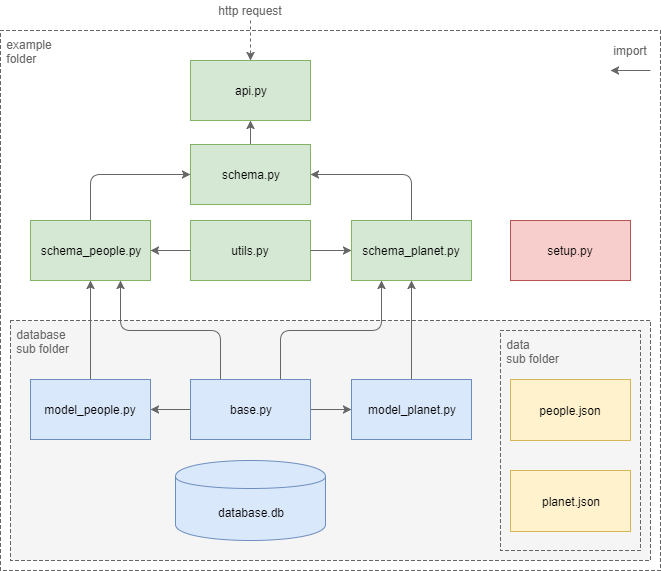 http request
example
folder
import
api.py
schema.py
schema_people.py
utils.py
schema_planet.py
setup.py
database
sub folder
data
sub folder
model_people.py
base.py
model_planet.py
people.json
database.db
planet.json